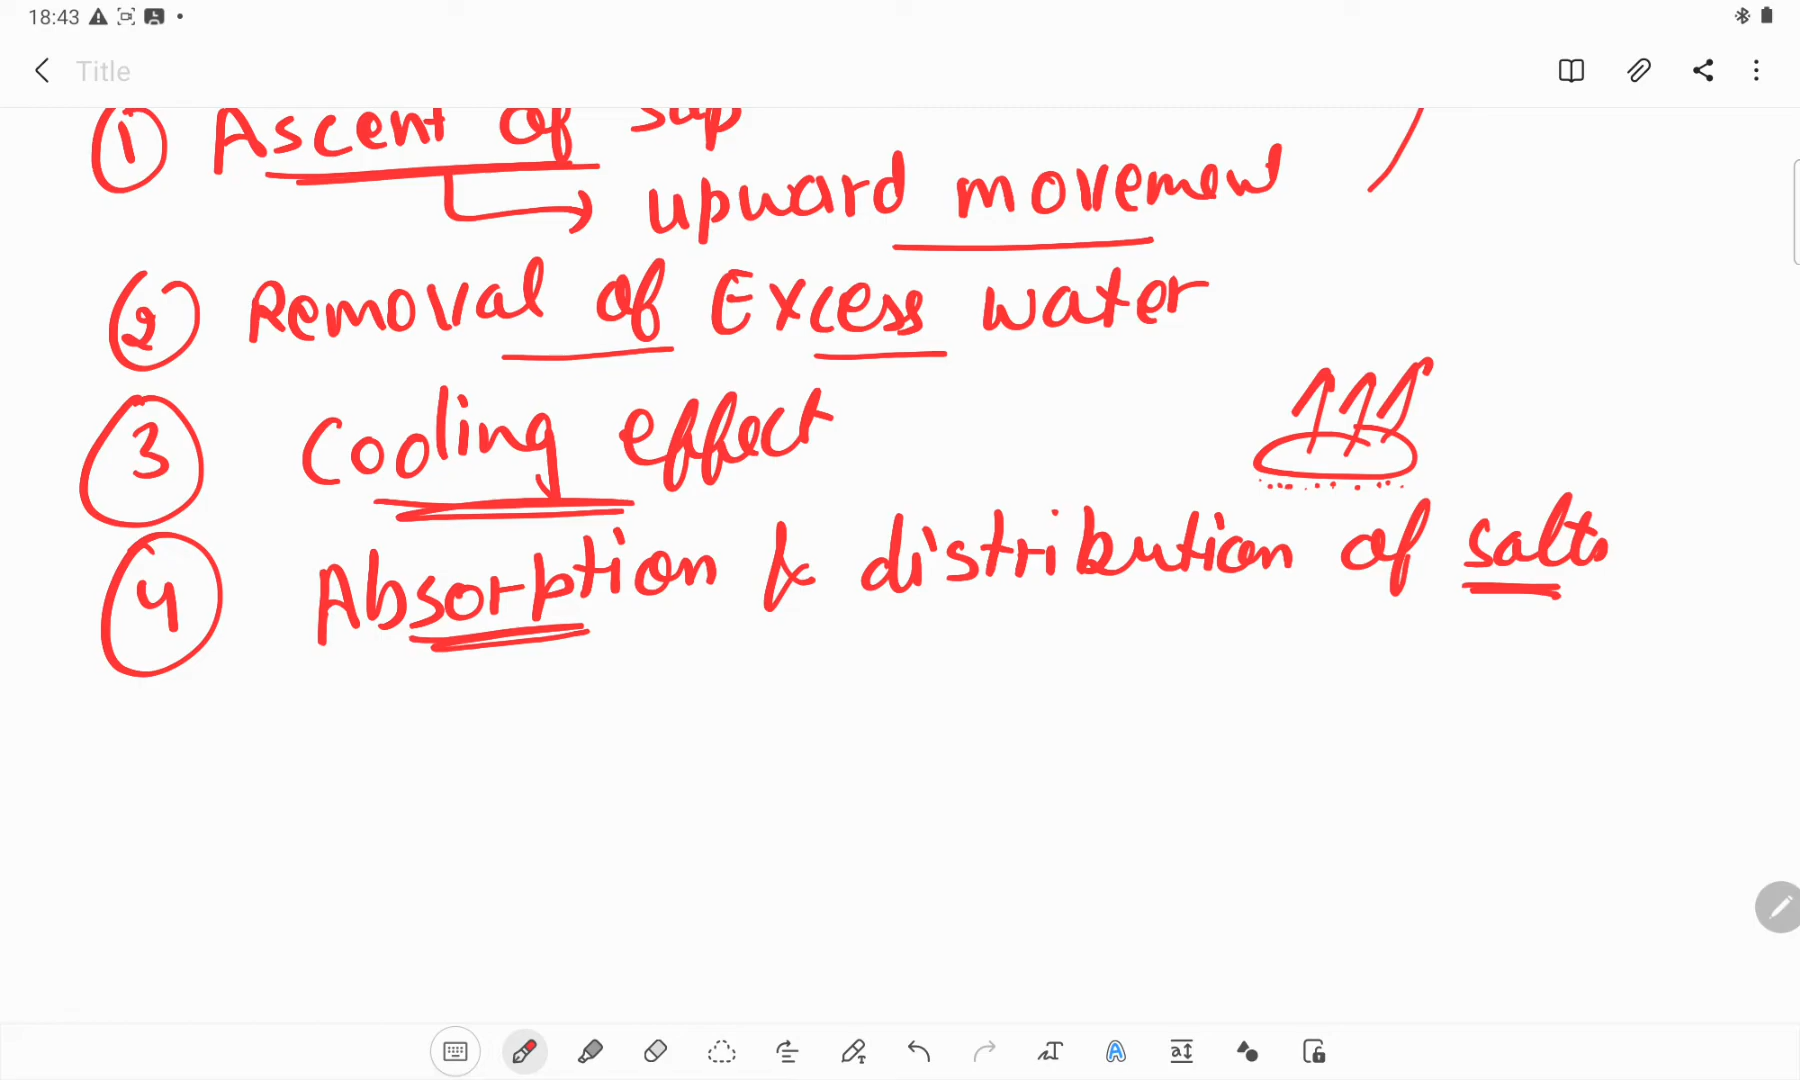 18:43
Title
1 Ascent of sap
upward movement
2 Removal of Excess water
3 Cooling effect
4 Absorption & distribution of salts